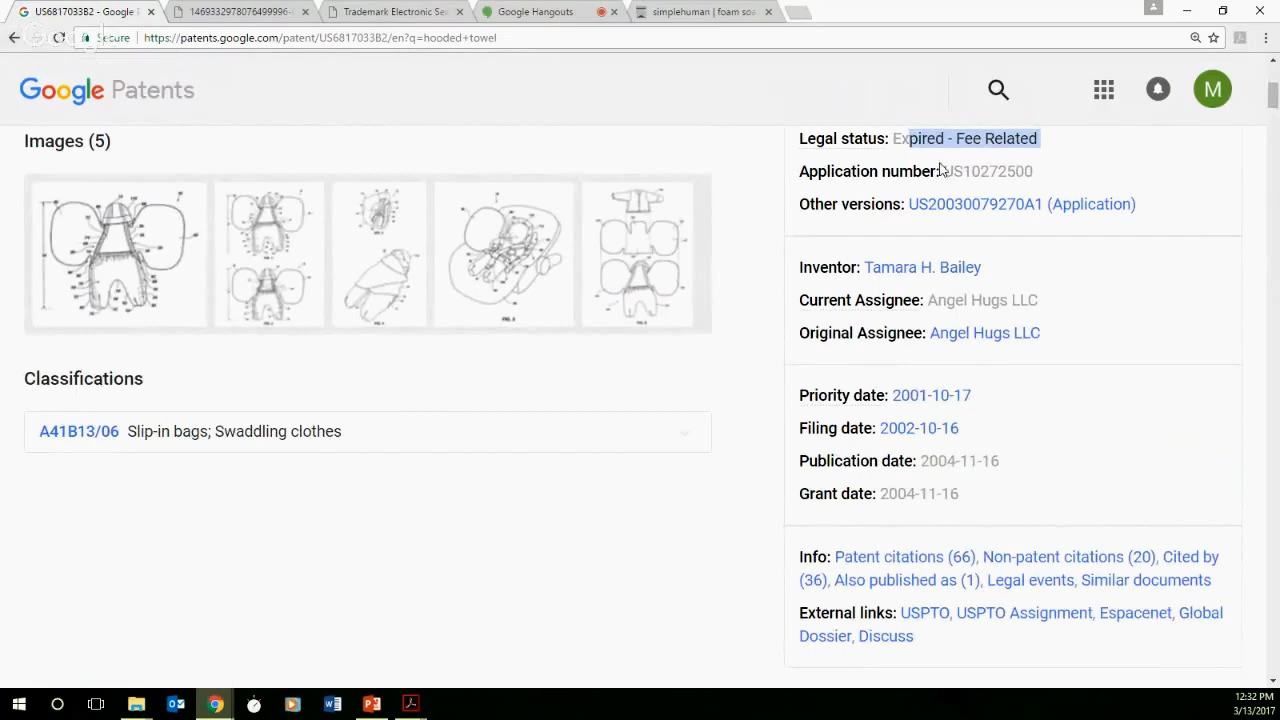 US6817033B2 - Google P
1469332978076499996-
Trademark Electronic Se
Google Hangouts
simplehuman | foam soa
Secure
https://patents.google.com/patent/US6817033B2/en?q=hooded+towel
Google Patents
M
Images (5)
Legal status: Expired - Fee Related
Application number: US10272500
Other versions: US20030079270A1 (Application)
Inventor: Tamara H. Bailey
Current Assignee: Angel Hugs LLC
Original Assignee: Angel Hugs LLC
Classifications
A41B13/06 Slip-in bags; Swaddling clothes
Priority date: 2001-10-17
Filing date: 2002-10-16
Publication date: 2004-11-16
Grant date: 2004-11-16
Info: Patent citations (66), Non-patent citations (20), Cited by
(36), Also published as (1), Legal events, Similar documents
External links: USPTO, USPTO Assignment, Espacenet, Global
Dossier, Discuss
12:32 PM
3/13/2017